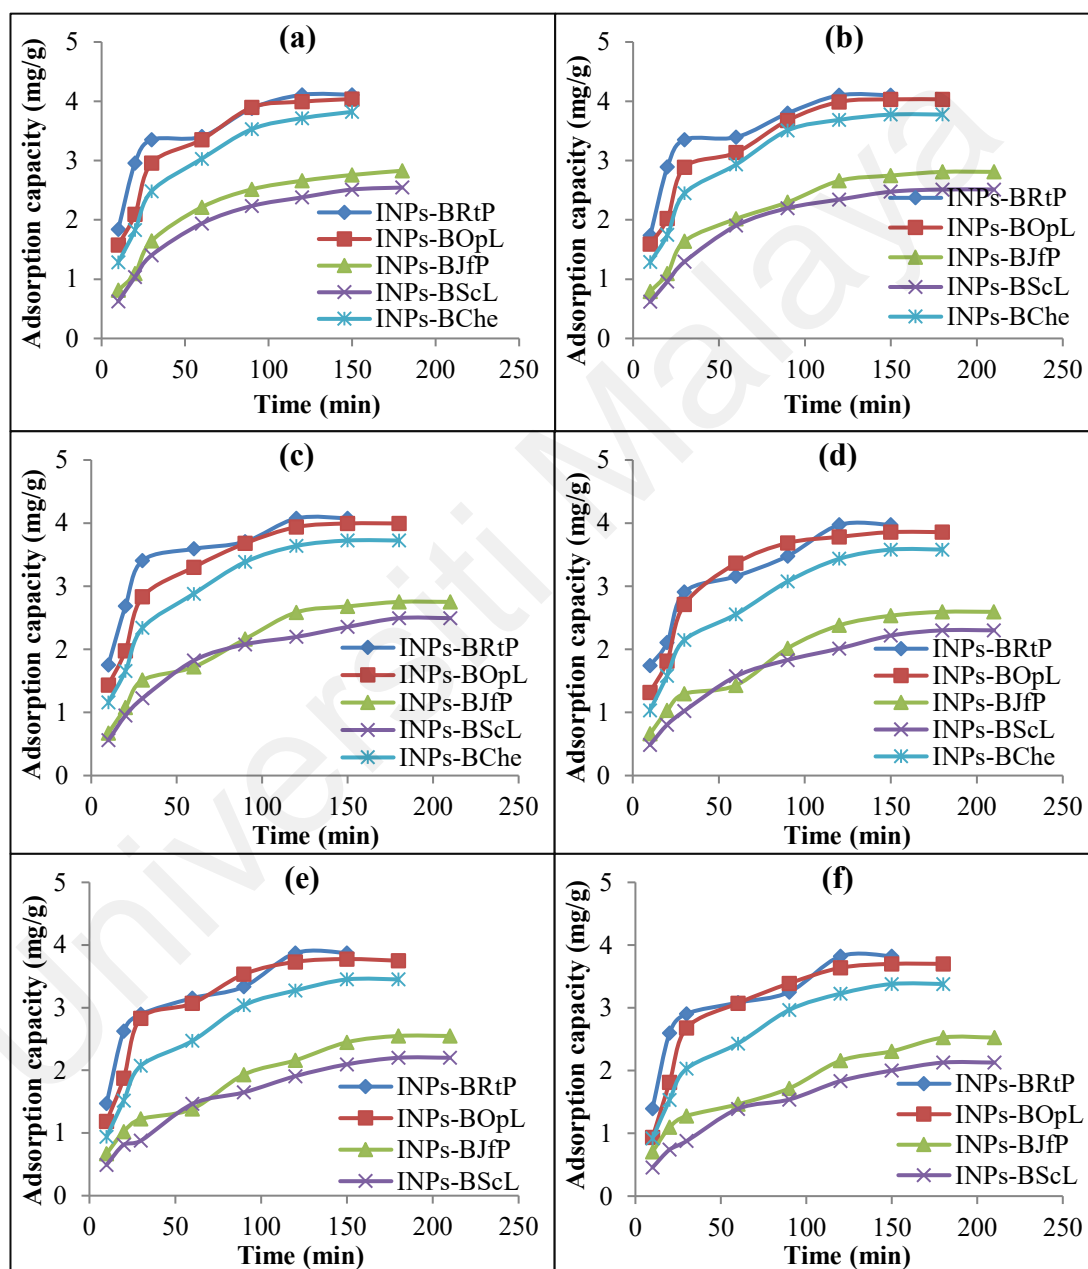 (a)
Adsorption capacity (mg/g)
5
4
3
2
1
0
INPs-BRtP
INPs-BOpL
INPs-BJfP
INPs-BScL
INPs-BChe
0 50 100 150 200 250
Time (min)
(b)
Adsorption capacity (mg/g)
5
4
3
2
1
0
INPs-BRtP
INPs-BOpL
INPs-BJfP
INPs-BScL
INPs-BChe
0 50 100 150 200 250
Time (min)
(c)
Adsorption capacity (mg/g)
5
4
3
2
1
0
INPs-BRtP
INPs-BOpL
INPs-BJfP
INPs-BScL
INPs-BChe
0 50 100 150 200 250
Time (min)
(d)
Adsorption capacity (mg/g)
5
4
3
2
1
0
INPs-BRtP
INPs-BOpL
INPs-BJfP
INPs-BScL
INPs-BChe
0 50 100 150 200 250
Time (min)
(e)
Adsorption capacity (mg/g)
5
4
3
2
1
0
INPs-BRtP
INPs-BOpL
INPs-BJfP
INPs-BScL
0 50 100 150 200 250
Time (min)
(f)
Adsorption capacity (mg/g)
5
4
3
2
1
0
INPs-BRtP
INPs-BOpL
INPs-BJfP
INPs-BScL
0 50 100 150 200 250
Time (min)
Universiti Malaya